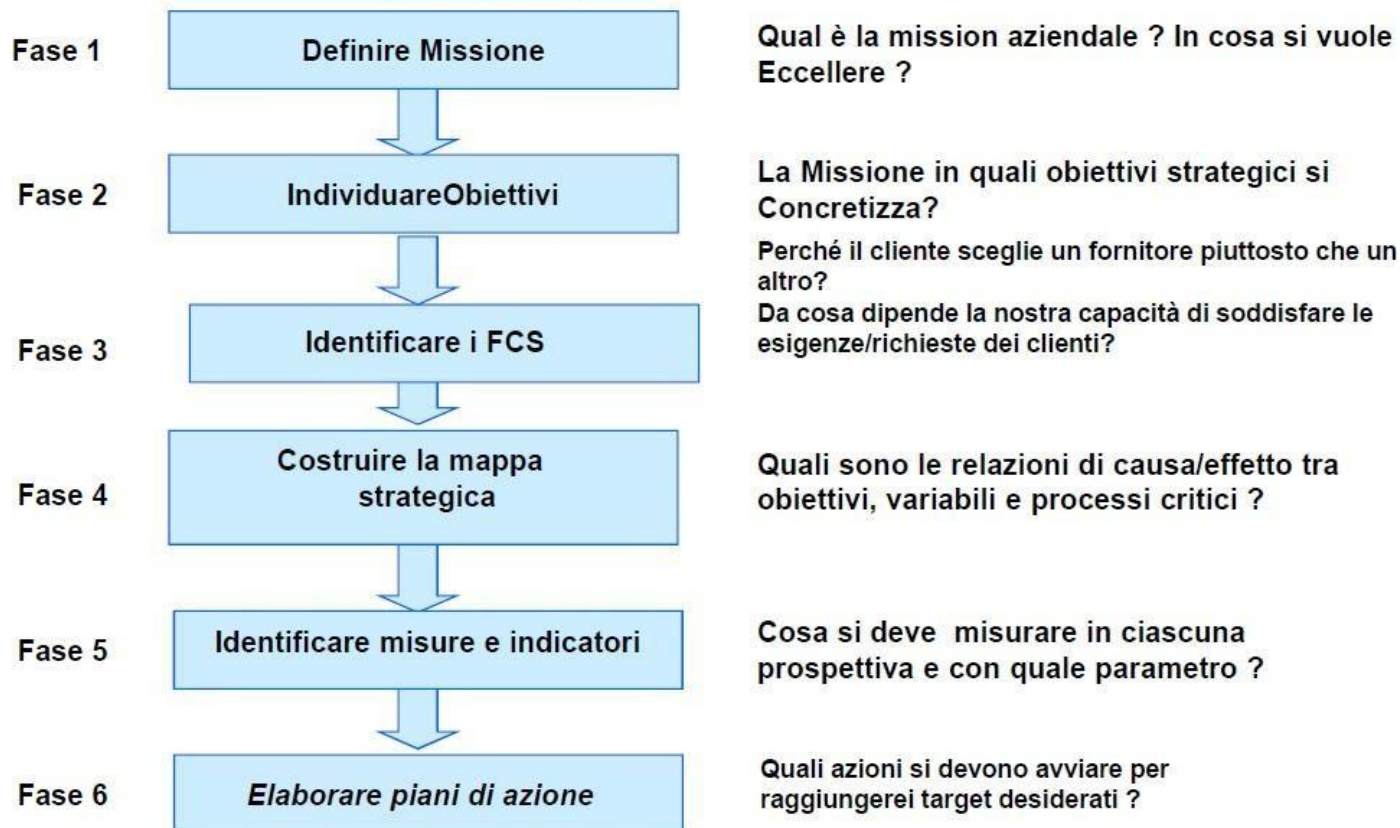 Fase 1
Definire Missione
Qual è la mission aziendale ? In cosa si vuole
Eccellere ?
Fase 2
IndividuareObiettivi
La Missione in quali obiettivi strategici si
Concretizza?
Perché il cliente sceglie un fornitore piuttosto che un
altro?
Da cosa dipende la nostra capacità di soddisfare le
esigenze/richieste dei clienti?
Fase 3
Identificare i FCS
Fase 4
Costruire la mappa
strategica
Quali sono le relazioni di causa/effetto tra
obiettivi, variabili e processi critici ?
Fase 5
Identificare misure e indicatori
Cosa si deve misurare in ciascuna
prospettiva e con quale parametro ?
Fase 6
Elaborare piani di azione
Quali azioni si devono avviare per
raggiungerei target desiderati ?